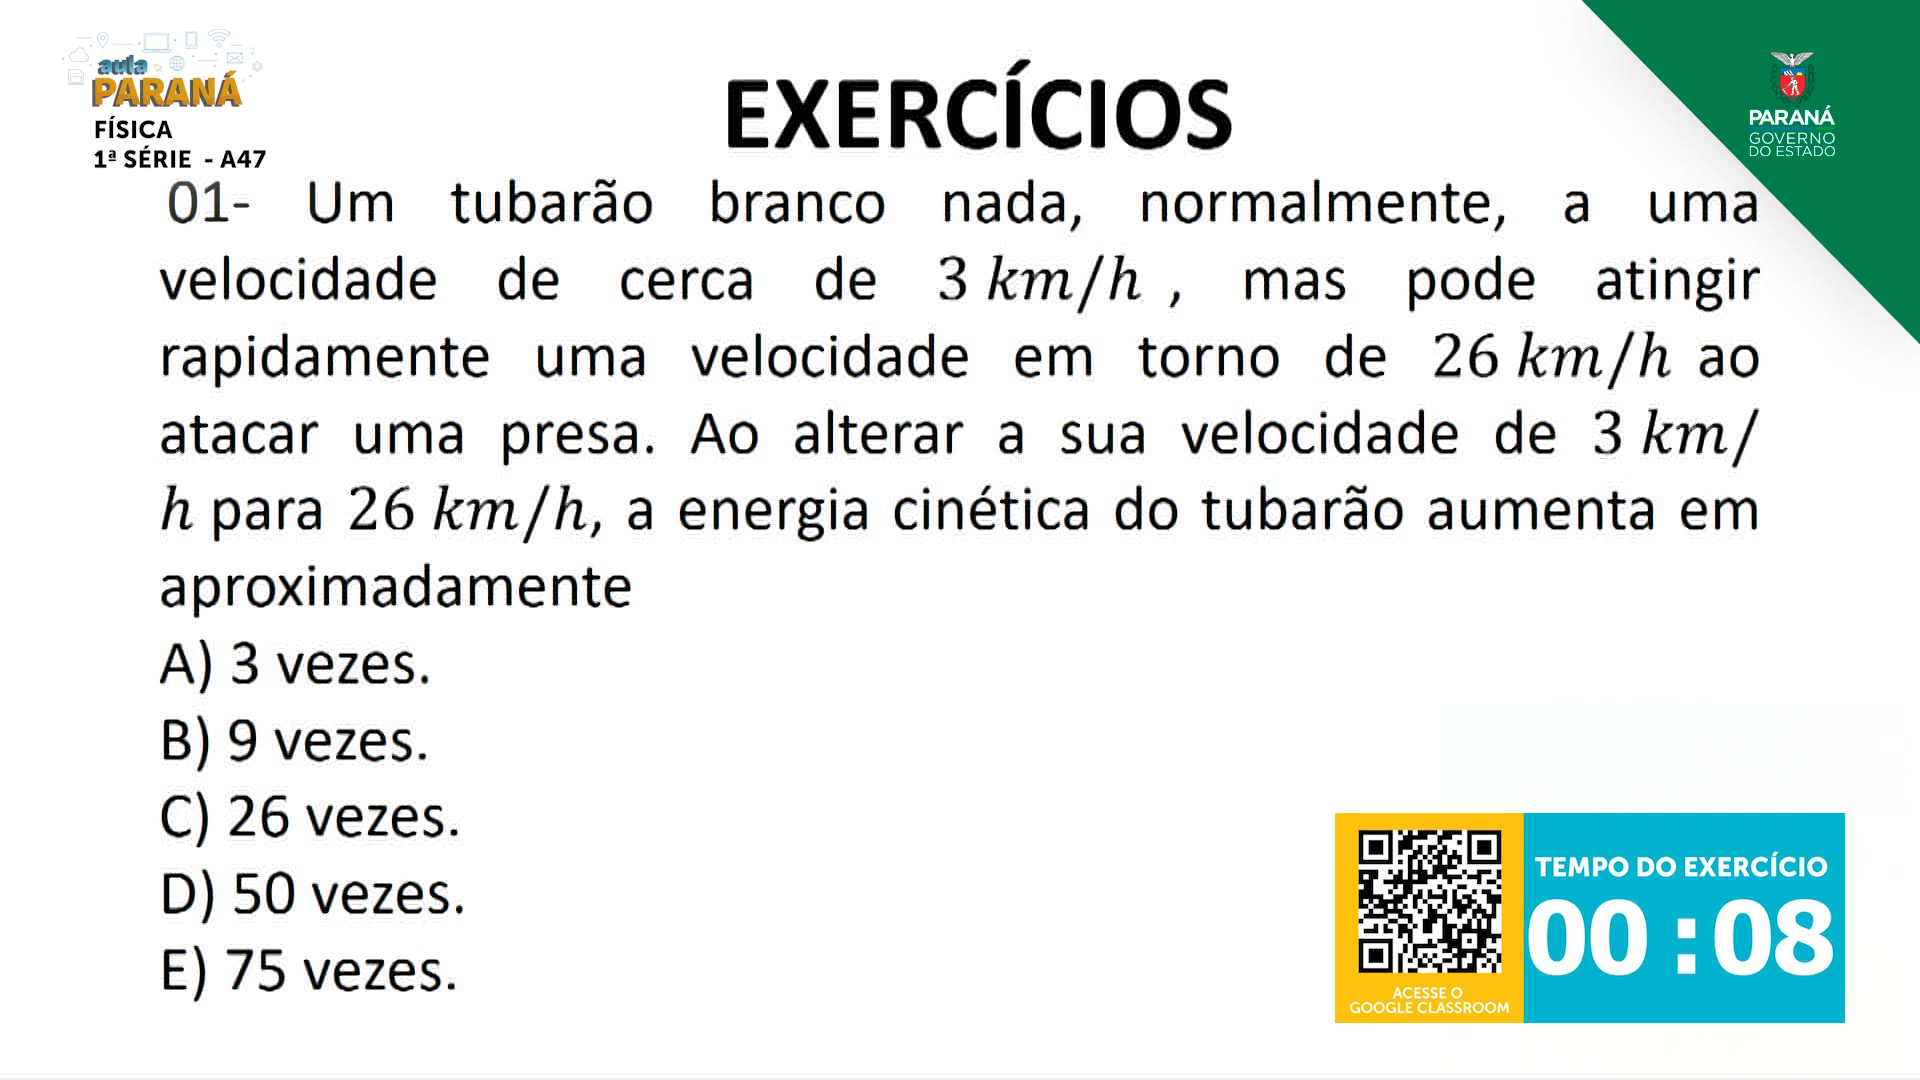 aula
PARANÁ
FÍSICA
1ª SÉRIE - A47
EXERCÍCIOS
PARANÁ
GOVERNO
DO ESTADO
01- Um tubarão branco nada, normalmente, a uma
velocidade de cerca de 3 km/h , mas pode atingir
rapidamente uma velocidade em torno de 26 km/h ao
atacar uma presa. Ao alterar a sua velocidade de 3 km/
h para 26 km/h, a energia cinética do tubarão aumenta em
aproximadamente
A) 3 vezes.
B) 9 vezes.
C) 26 vezes.
D) 50 vezes.
E) 75 vezes.
TEMPO DO EXERCÍCIO
00 : 08
ACESSE O
GOOGLE CLASSROOM